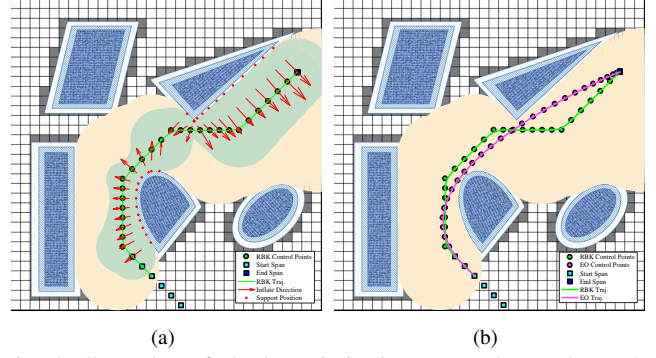 RBK Control Points
Start Span
End Span
RBK Traj.
Inflate Direction
Support Position
RBK Control Points
EO Control Points
Start Span
End Span
RBK Traj.
EO Traj.
(a)
(b)